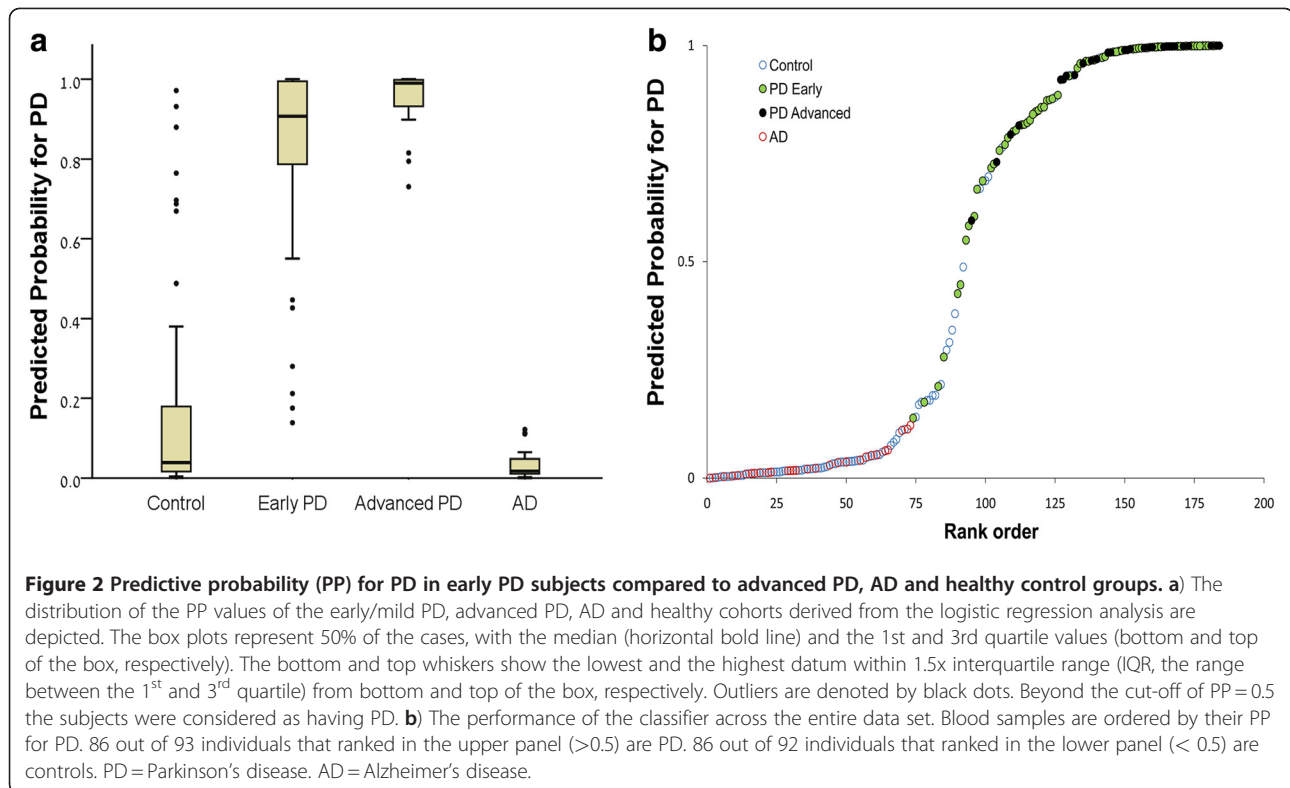 a
Predicted Probability for PD
1.0
0.8
0.6
0.4
0.2
0.0
Control
Early PD
Advanced PD
AD
b
Predicted Probability for PD
1
0.5
0
Control
PD Early
PD Advanced
AD
0
25
50
75
100
125
150
175
200
Rank order
Figure 2 Predictive probability (PP) for PD in early PD subjects compared to advanced PD, AD and healthy control groups. a) The
distribution of the PP values of the early/mild PD, advanced PD, AD and healthy cohorts derived from the logistic regression analysis are
depicted. The box plots represent 50% of the cases, with the median (horizontal bold line) and the 1st and 3rd quartile values (bottom and top
of the box, respectively). The bottom and top whiskers show the lowest and the highest datum within 1.5x interquartile range (IQR, the range
between the 1st and 3rd quartile) from bottom and top of the box, respectively. Outliers are denoted by black dots. Beyond the cut-off of PP = 0.5
the subjects were considered as having PD. b) The performance of the classifier across the entire data set. Blood samples are ordered by their PP
for PD. 86 out of 93 individuals that ranked in the upper panel (>0.5) are PD. 86 out of 92 individuals that ranked in the lower panel (< 0.5) are
controls. PD = Parkinson's disease. AD = Alzheimer's disease.